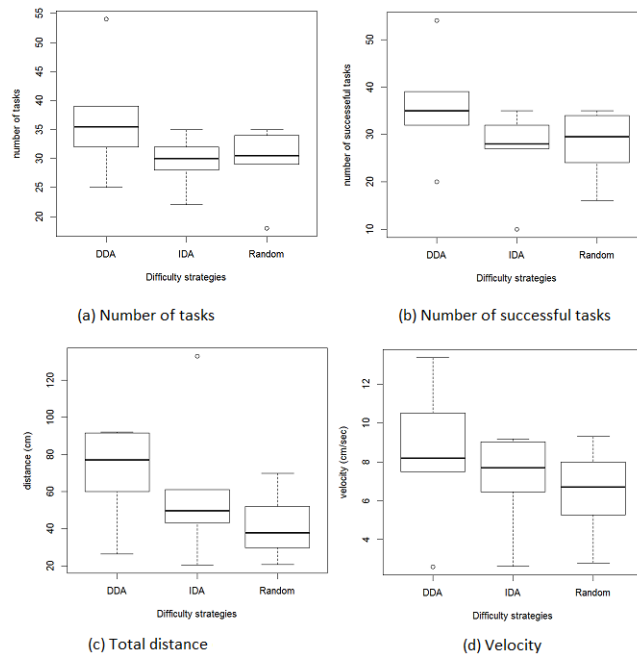 number of tasks
20 25 30 35 40 45 50 55
DDA IDA Random
Difficulty strategies
(a) Number of tasks
number of successeful tasks
10 20 30 40 50
DDA IDA Random
Difficulty strategies
(b) Number of successful tasks
distance (cm)
20 40 60 80 100 120
DDA IDA Random
Difficulty strategies
(c) Total distance
velocity (cm/sec)
4 6 8 10 12
DDA IDA Random
Difficulty strategies
(d) Velocity